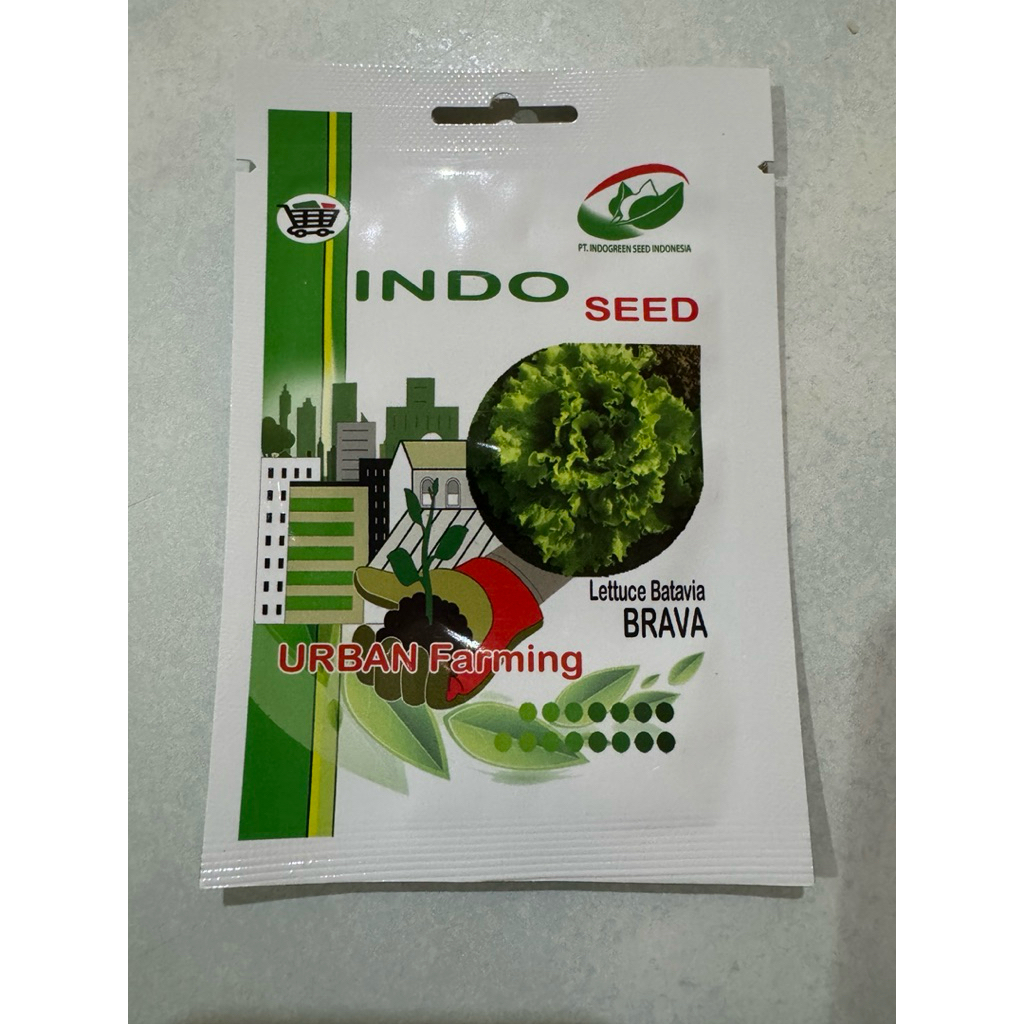 PT. INDOGREEN SEED INDONESIA
INDO
SEED
Lettuce Batavia
BRAVA
URBAN Farming